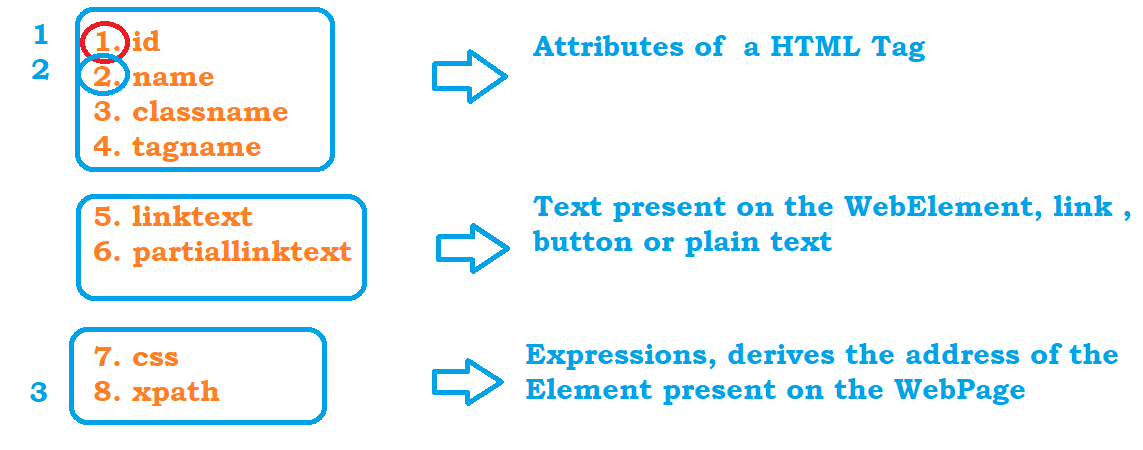 1
1. id
Attributes of a HTML Tag
2
2. name
3. classname
4. tagname
5. linktext
6. partiallinktext
Text present on the WebElement, link ,
button or plain text
7. css
3
8. xpath
Expressions, derives the address of the
Element present on the WebPage